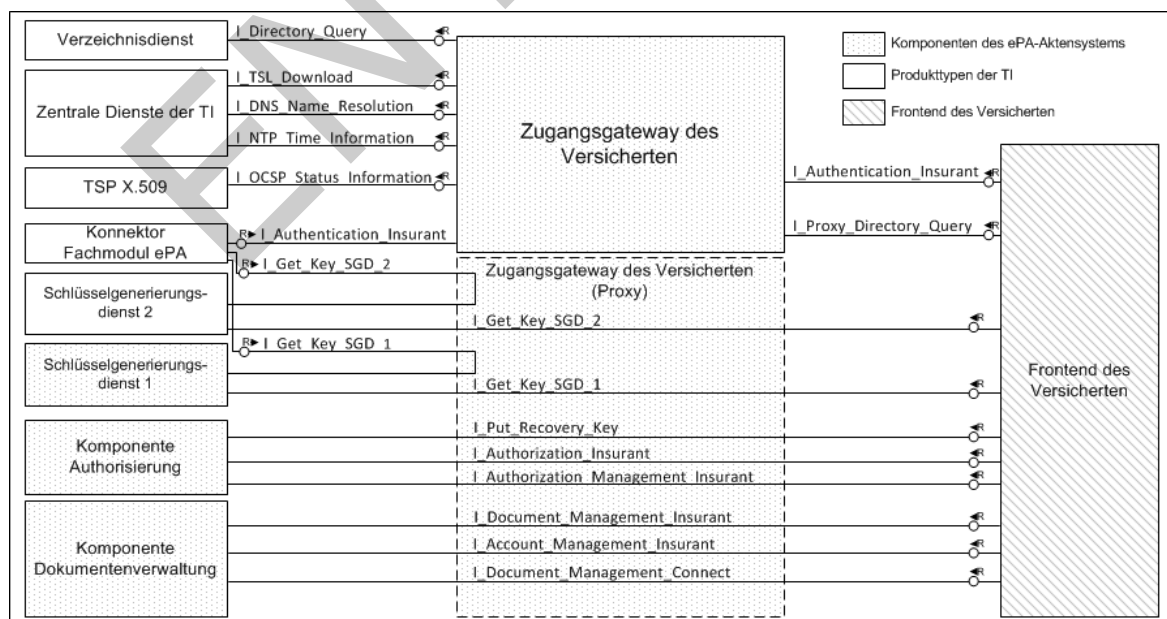 Verzeichnisdienst
I_Directory_Query
R
Zentrale Dienste der TI
I_TSL_Download
R
I_DNS_Name_Resolution
R
I_NTP_Time_Information
R
TSP X.509
I_OCSP_Status_Information
R
Konnektor
Fachmodul ePA
R
I_Authentication_Insurant
R
I_Get_Key_SGD_2
Schlüsselgenerierungs-
dienst 2
R
I_Get_Key_SGD_1
Schlüsselgenerierungs-
dienst 1
Komponente
Authorisierung
Komponente
Dokumentenverwaltung
Zugangsgateway des
Versicherten
Zugangsgateway des Versicherten
(Proxy)
I_Authentication_Insurant
R
I_Proxy_Directory_Query
R
I_Get_Key_SGD_2
R
I_Get_Key_SGD_1
R
I_Put_Recovery_Key
R
I_Authorization_Insurant
R
I_Authorization_Management_Insurant
R
I_Document_Management_Insurant
R
I_Account_Management_Insurant
R
I_Document_Management_Connect
R
Komponenten des ePA-Aktensystems
Produkttypen der TI
Frontend des Versicherten
Frontend des
Versicherten